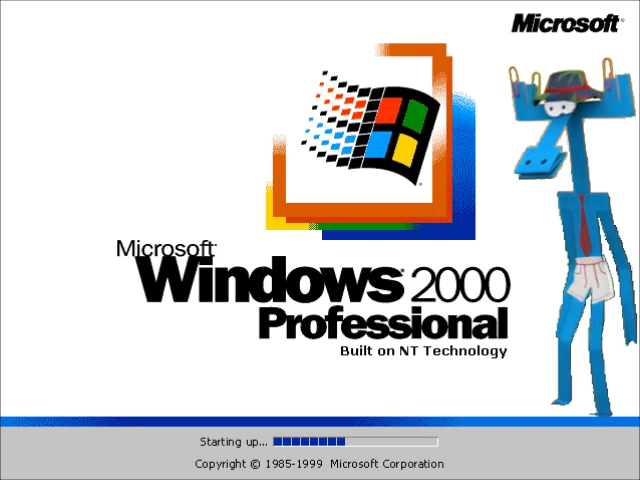 Microsoft®
Microsoft®
Windows® 2000
Professional
Built on NT Technology
Starting up...
Copyright © 1985-1999 Microsoft Corporation